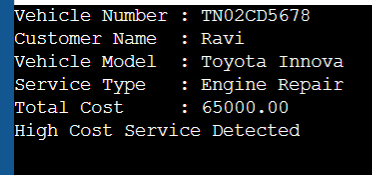 Vehicle Number : TN02CD5678
Customer Name  : Ravi
Vehicle Model  : Toyota Innova
Service Type   : Engine Repair
Total Cost     : 65000.00
High Cost Service Detected